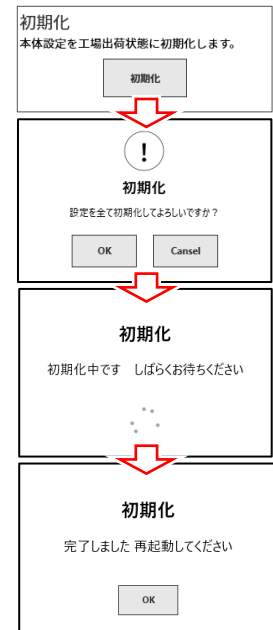 初期化
本体設定を工場出荷状態に初期化します。
初期化
!
初期化
設定を全て初期化してよろしいですか？
OK Cansel
初期化
初期化中です　しばらくお待ちください
初期化
完了しました 再起動してください
OK